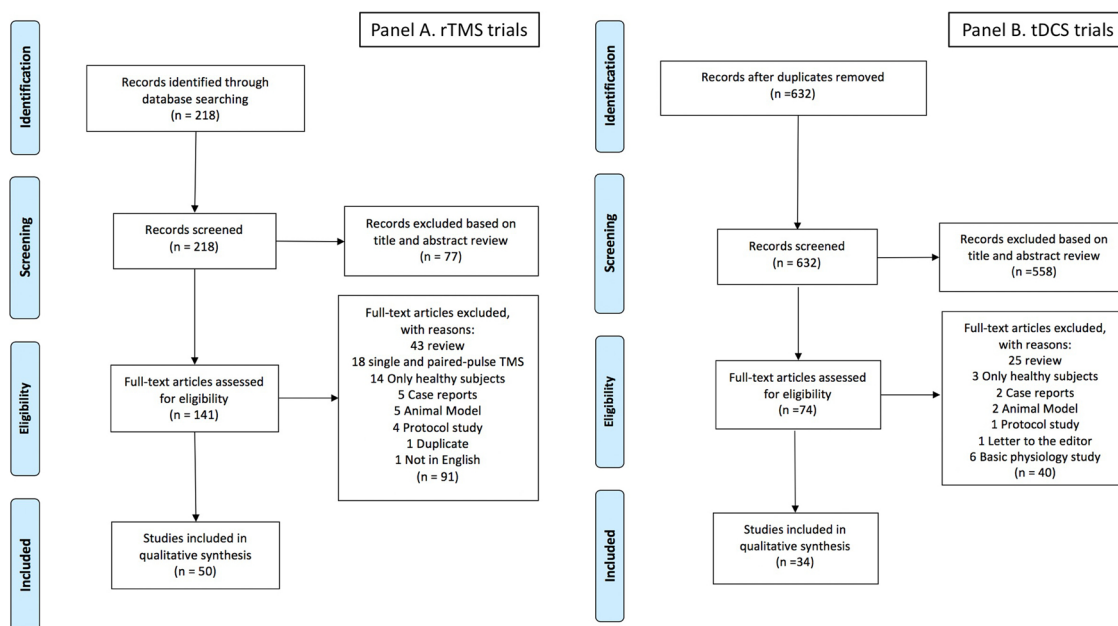 Panel A. rTMS trials
Identification
Records identified through
database searching
(n = 218)
Screening
Records screened
(n = 218)
Records excluded based on
title and abstract review
(n = 77)
Eligibility
Full-text articles assessed
for eligibility
(n = 141)
Full-text articles excluded,
with reasons:
43 review
18 single and paired-pulse TMS
14 Only healthy subjects
5 Case reports
5 Animal Model
4 Protocol study
1 Duplicate
1 Not in English
(n = 91)
Included
Studies included in
qualitative synthesis
(n = 50)
Panel B. tDCS trials
Identification
Records after duplicates removed
(n =632)
Screening
Records screened
(n = 632)
Records excluded based on
title and abstract review
(n =558)
Eligibility
Full-text articles assessed for
eligibility
(n =74)
Full-text articles excluded,
with reasons:
25 review
3 Only healthy subjects
2 Case reports
2 Animal Model
1 Protocol study
1 Letter to the editor
6 Basic physiology study
(n = 40)
Included
Studies included in
qualitative synthesis
(n =34)